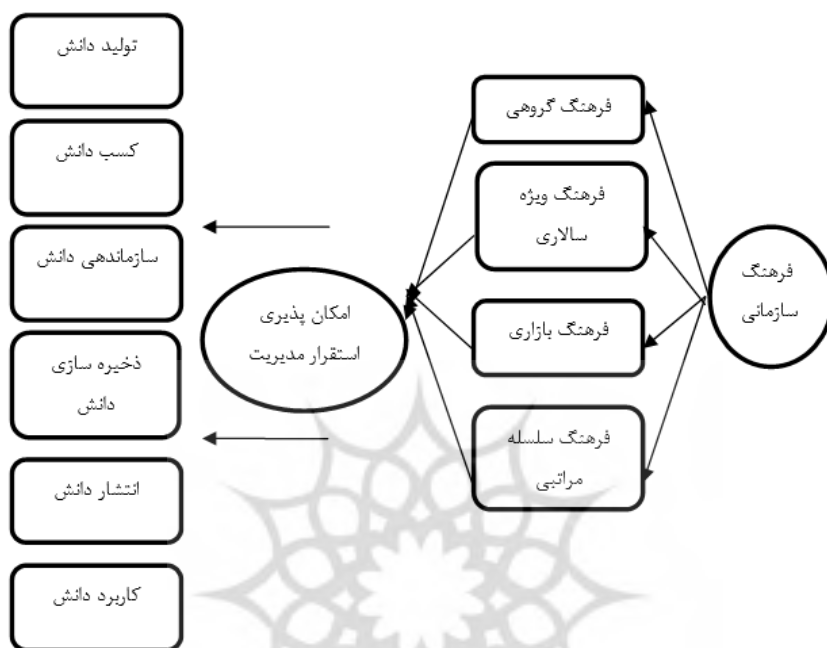 فرهنگ
سازمانی
فرهنگ گروهی
فرهنگ ویژه
سالاری
فرهنگ بازاری
فرهنگ سلسله
مراتبی
امکان پذیری
استقرار مدیریت
تولید دانش
کسب دانش
سازماندهی دانش
ذخیره سازی
دانش
انتشار دانش
کاربرد دانش